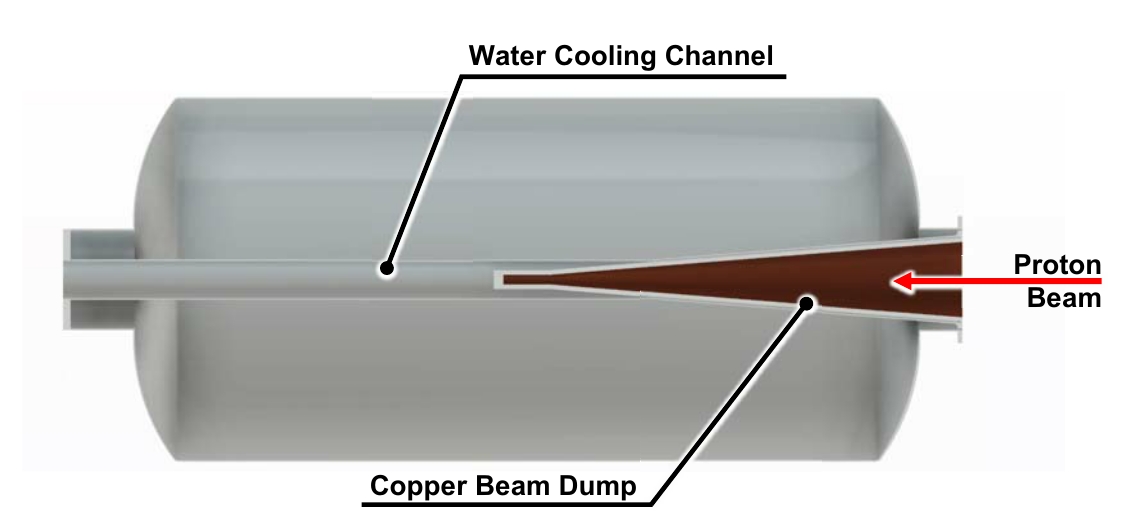 Water Cooling Channel
Proton
Beam
Copper Beam Dump